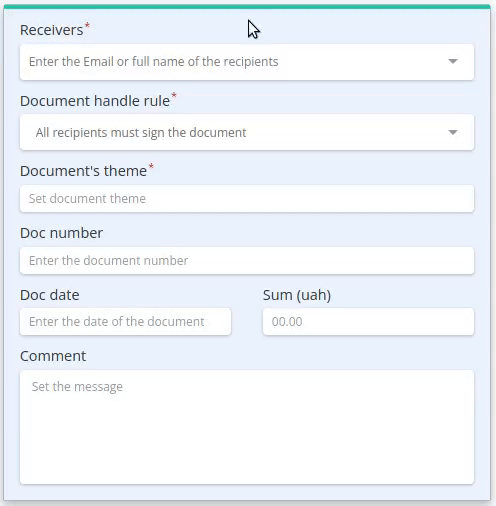 Receivers*
Enter the Email or full name of the recipients
Document handle rule*
All recipients must sign the document
Document's theme*
Set document theme
Doc number
Enter the document number
Doc date
Sum (uah)
Enter the date of the document
00.00
Comment
Set the message